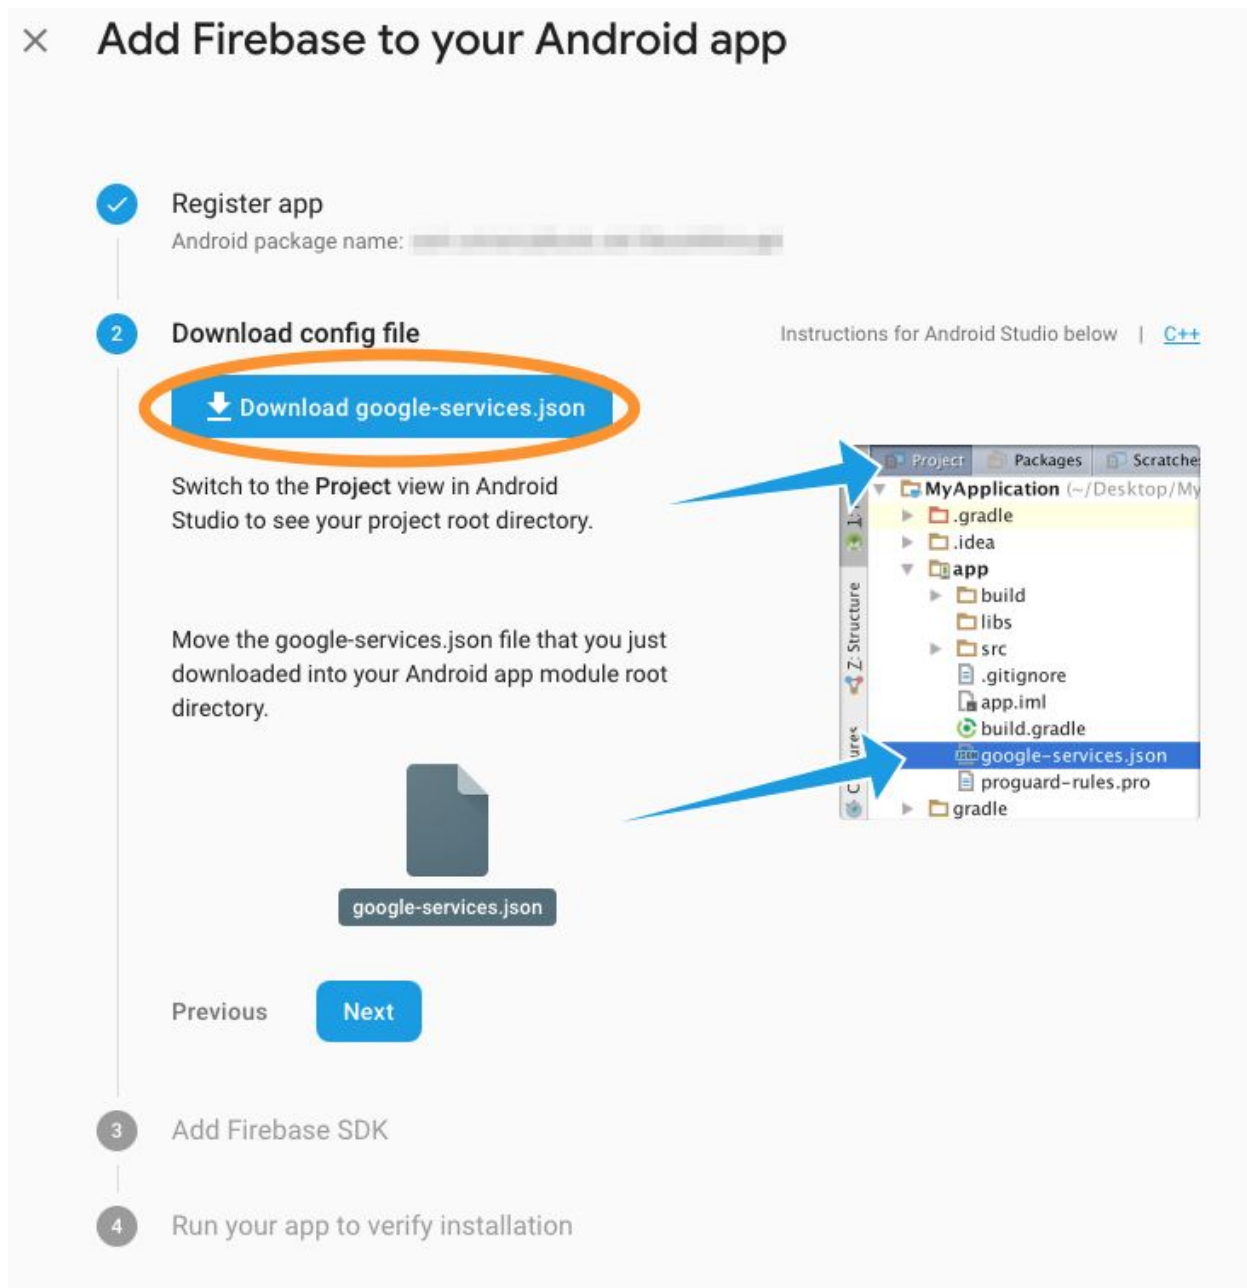 Add Firebase to your Android app
Register app
Android package name:
2
Download config file
Instructions for Android Studio below | C++
Download google-services.json
Switch to the Project view in Android
Studio to see your project root directory.
Move the google-services.json file that you just
downloaded into your Android app module root
directory.
google-services.json
Project Packages Scratche
MyApplication (~/Desktop/My
.gradle
.idea
app
build
libs
src
.gitignore
app.iml
build.gradle
JSON google-services.json
proguard-rules.pro
gradle
1:
Z: Structure
C ures
Previous
Next
3
Add Firebase SDK
4
Run your app to verify installation